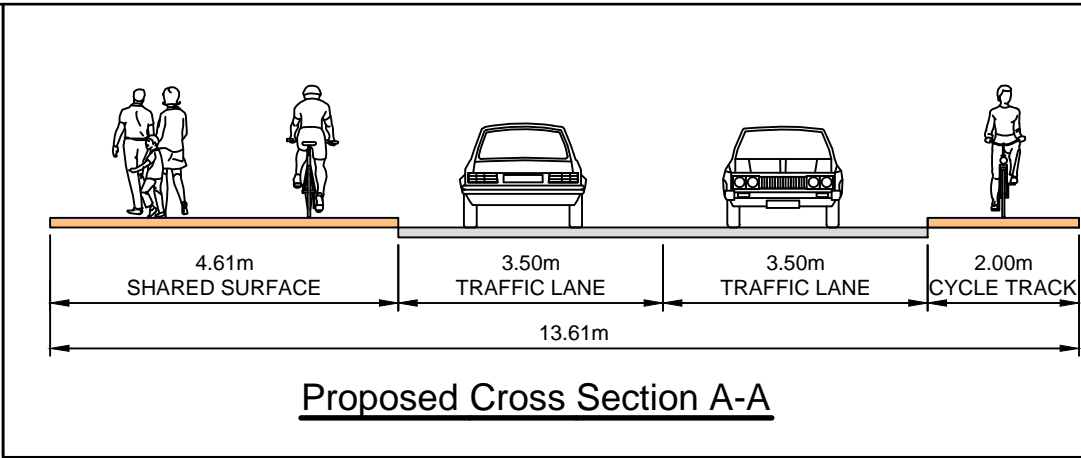 4.61m
SHARED SURFACE
3.50m
TRAFFIC LANE
3.50m
TRAFFIC LANE
2.00m
CYCLE TRACK
13.61m
Proposed Cross Section A-A